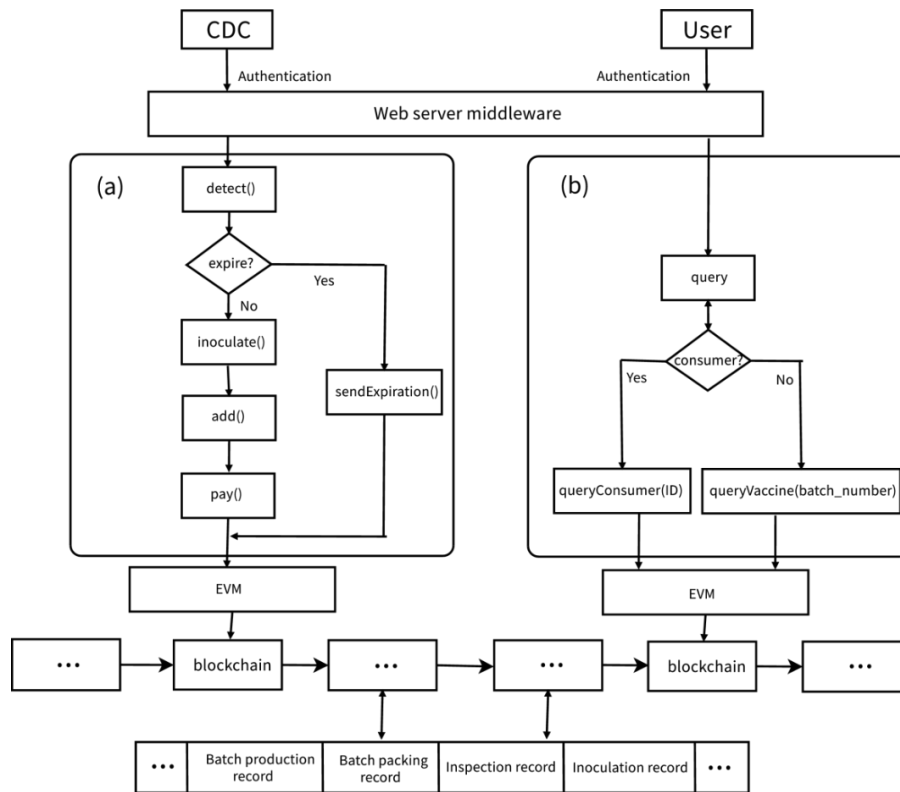 CDC
User
Authentication
Authentication
Web server middleware
(a)
detect()
expire?
Yes
No
inoculate()
sendExpiration()
add()
pay()
(b)
query
consumer?
Yes
No
queryConsumer(ID)
queryVaccine(batch_number)
EVM
EVM
...
blockchain
...
...
blockchain
...
...
Batch production
record
Batch packing
record
Inspection record
Inoculation record
...